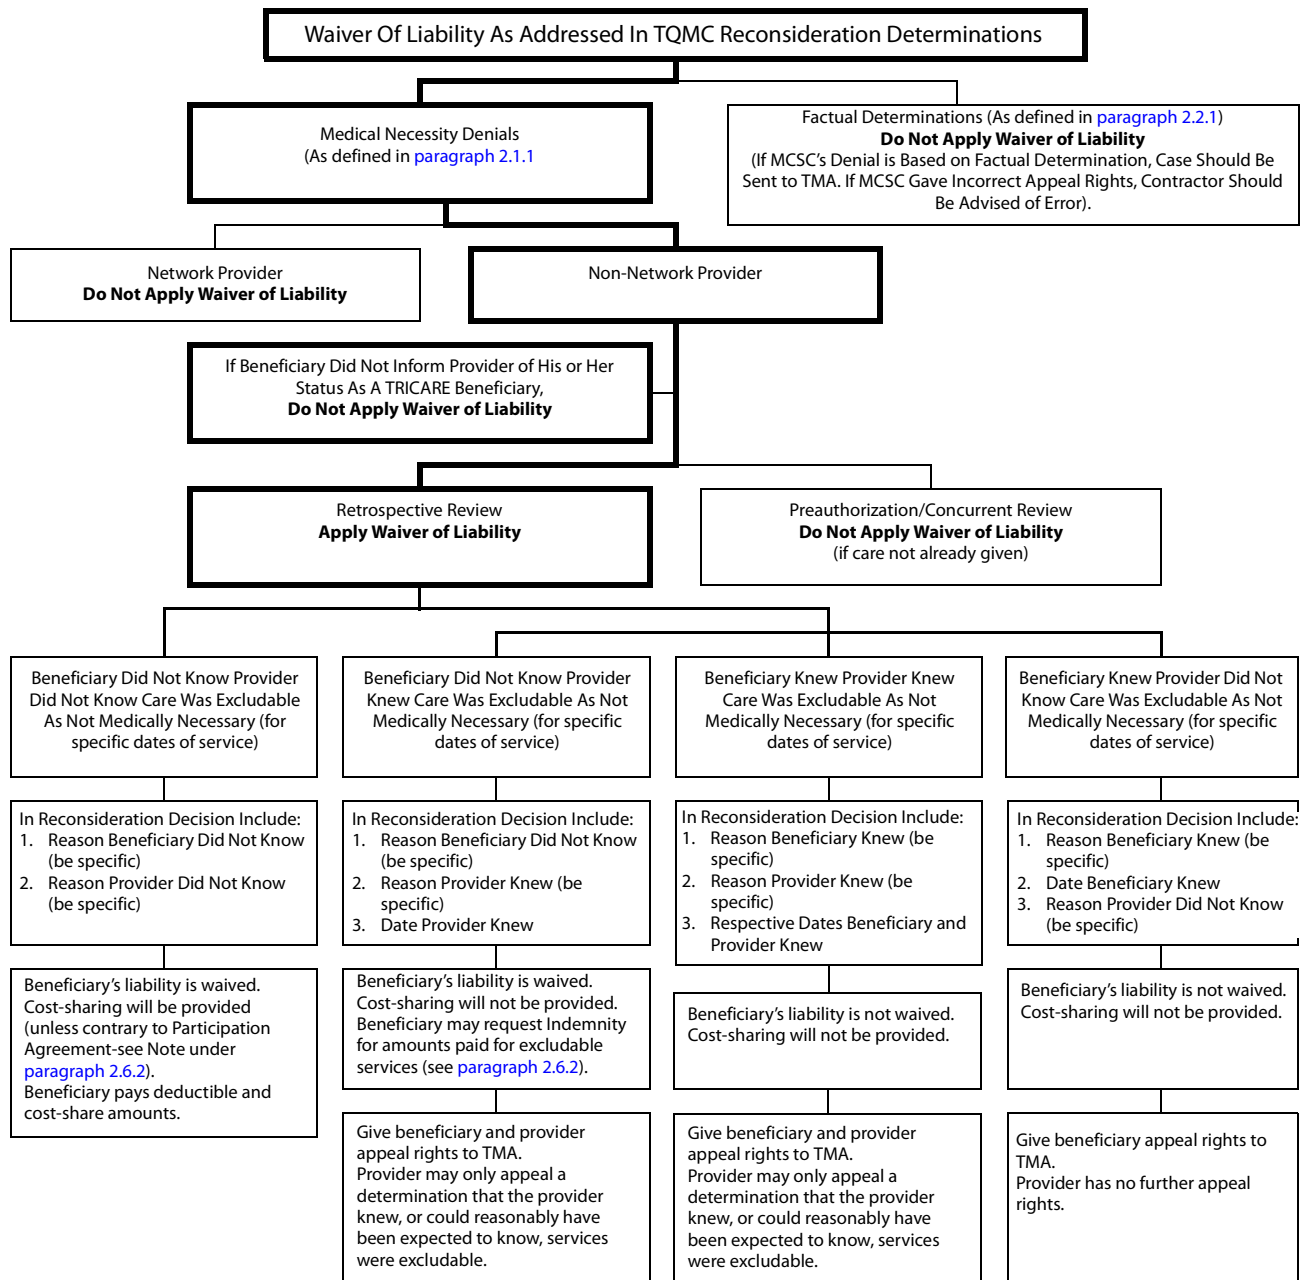 Waiver Of Liability As Addressed In TQMC Reconsideration Determinations
Medical Necessity Denials
(As defined in paragraph 2.1.1
Factual Determinations (As defined in paragraph 2.2.1)
Do Not Apply Waiver of Liability
(If MCSC's Denial is Based on Factual Determination, Case Should Be
Sent to TMA. If MCSC Gave Incorrect Appeal Rights, Contractor Should
Be Advised of Error).
Network Provider
Do Not Apply Waiver of Liability
Non-Network Provider
If Beneficiary Did Not Inform Provider of His or Her
Status As A TRICARE Beneficiary,
Do Not Apply Waiver of Liability
Retrospective Review
Apply Waiver of Liability
Preauthorization/Concurrent Review
Do Not Apply Waiver of Liability
(if care not already given)
Beneficiary Did Not Know Provider
Did Not Know Care Was Excludable
As Not Medically Necessary (for
specific dates of service)
Beneficiary Did Not Know Provider
Knew Care Was Excludable As Not
Medically Necessary (for specific
dates of service)
Beneficiary Knew Provider Knew
Care Was Excludable As Not
Medically Necessary (for specific
dates of service)
Beneficiary Knew Provider Did Not
Know Care Was Excludable As Not
Medically Necessary (for specific
dates of service)
In Reconsideration Decision Include:
1. Reason Beneficiary Did Not Know
(be specific)
2. Reason Provider Did Not Know
(be specific)
In Reconsideration Decision Include:
1. Reason Beneficiary Did Not Know
(be specific)
2. Reason Provider Knew (be
specific)
3. Date Provider Knew
In Reconsideration Decision Include:
1. Reason Beneficiary Knew (be
specific)
2. Reason Provider Knew (be
specific)
3. Respective Dates Beneficiary and
Provider Knew
In Reconsideration Decision Include:
1. Reason Beneficiary Knew (be
specific)
2. Date Beneficiary Knew
3. Reason Provider Did Not Know
(be specific)
Beneficiary's liability is waived.
Cost-sharing will be provided
(unless contrary to Participation
Agreement-see Note under
paragraph 2.6.2).
Beneficiary pays deductible and
cost-share amounts.
Beneficiary's liability is waived.
Cost-sharing will not be provided.
Beneficiary may request Indemnity
for amounts paid for excludable
services (see paragraph 2.6.2).
Beneficiary's liability is not waived.
Cost-sharing will not be provided.
Beneficiary's liability is not waived.
Cost-sharing will not be provided.
Give beneficiary and provider
appeal rights to TMA.
Provider may only appeal a
determination that the provider
knew, or could reasonably have
been expected to know, services
were excludable.
Give beneficiary and provider
appeal rights to TMA.
Provider may only appeal a
determination that the provider
knew, or could reasonably have
been expected to know, services
were excludable.
Give beneficiary appeal rights to
TMA.
Provider has no further appeal
rights.